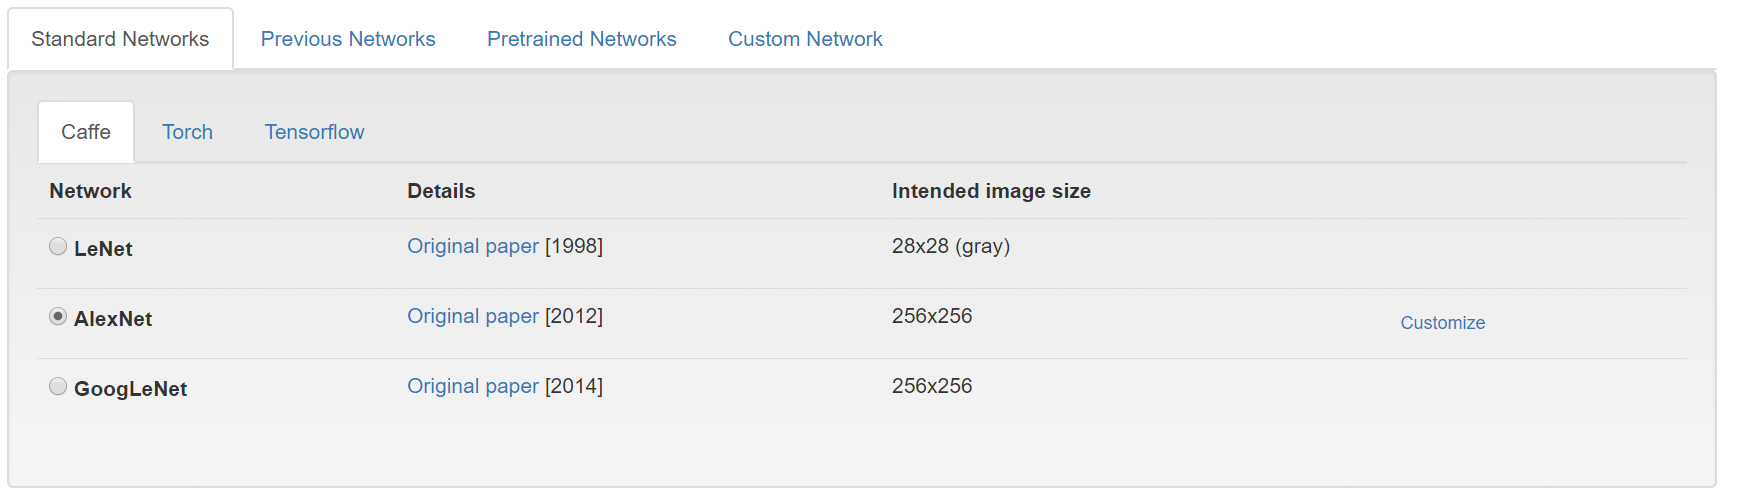 Standard Networks Previous Networks Pretrained Networks Custom Network
Caffe Torch Tensorflow
Network Details Intended image size
LeNet Original paper [1998] 28x28 (gray)
AlexNet Original paper [2012] 256x256 Customize
GoogLeNet Original paper [2014] 256x256